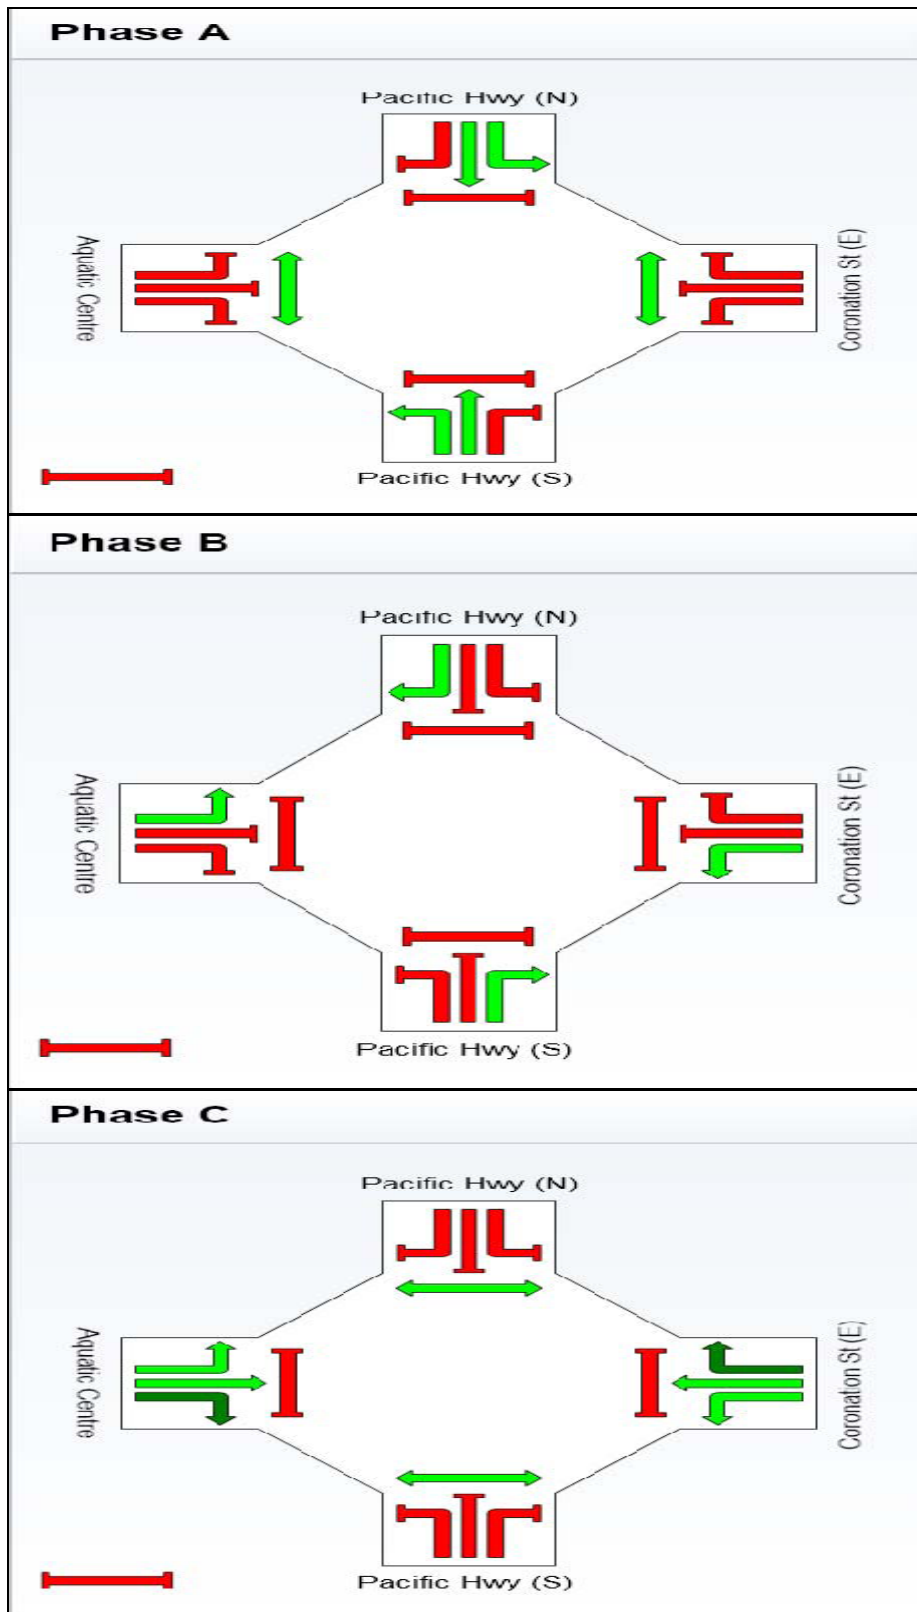 Phase A
Pacific Hwy (N)
Aquatic Centre
Coronation St (E)
Pacific Hwy (S)
Phase B
Pacific Hwy (N)
Aquatic Centre
Coronation St (E)
Pacific Hwy (S)
Phase C
Pacific Hwy (N)
Aquatic Centre
Coronation St (E)
Pacific Hwy (S)